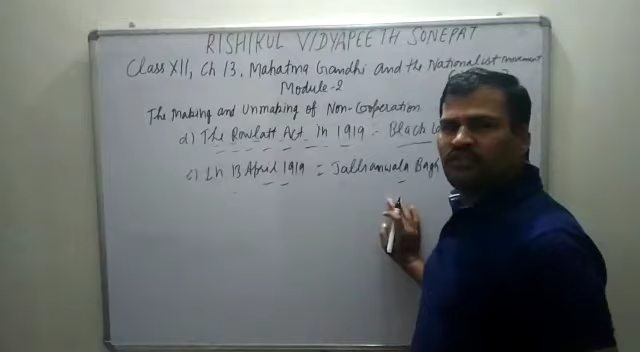 RISHIKUL VIDYAPEETH SONEPAT
Class XII, Ch 13, Mahatma Gandhi and the Nationalist Movement
Module-2
The Making and Unmaking of Non-Cooperation
d) The Rowlatt Act in 1919 :- Black
e) In 13 April 1919 = Jallianwala Bagh